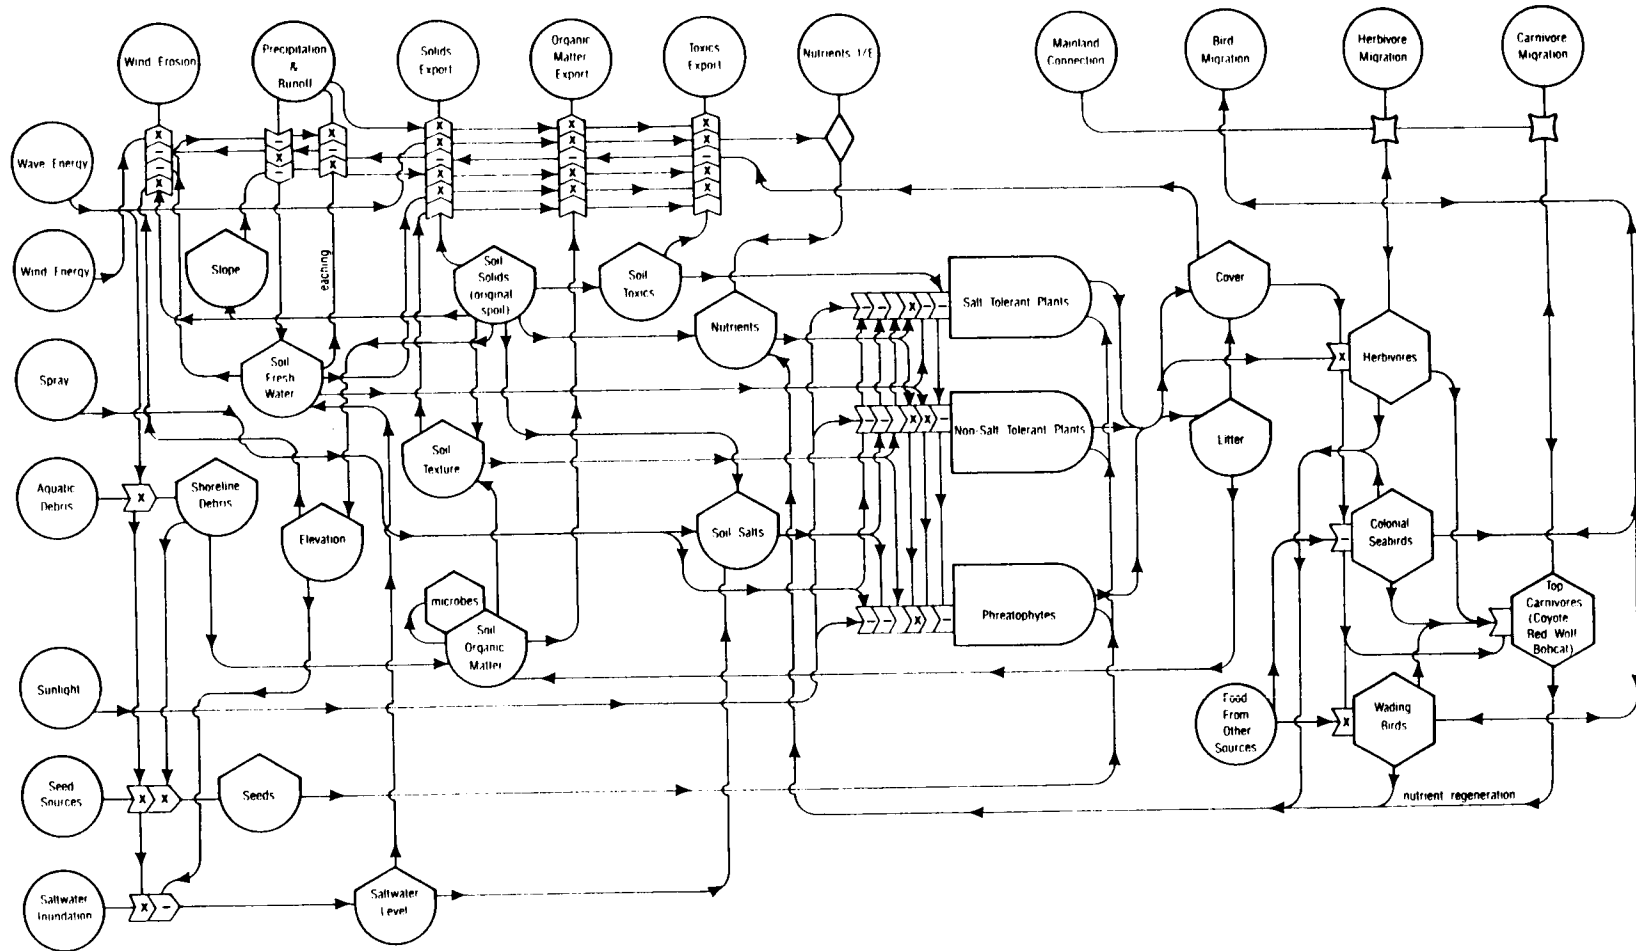 Wind Erosion
Precipitation
&
Runoff
Solids
Export
Organic
Matter
Export
Toxics
Export
Nutrients I/E
Mainland
Connection
Bird
Migration
Herbivore
Migration
Carnivore
Migration
Wave Energy
Wind Energy
Slope
eaching
Soil
Solids
(original
spoil)
Soil
Toxics
Nutrients
Salt Tolerant Plants
Cover
Herbivores
Spray
Soil
Fresh
Water
Soil
Texture
Non-Salt Tolerant Plants
Litter
Aquatic
Debris
Shoreline
Debris
Elevation
Soil Salts
Colonial
Seabirds
microbes
Soil
Organic
Matter
Phreatophytes
Top
Carnivores
(Coyote
Red Wolf
Bobcat)
Sunlight
Food
From
Other
Sources
Wading
Birds
Seed
Sources
Seeds
nutrient regeneration
Saltwater
Inundation
Saltwater
Level